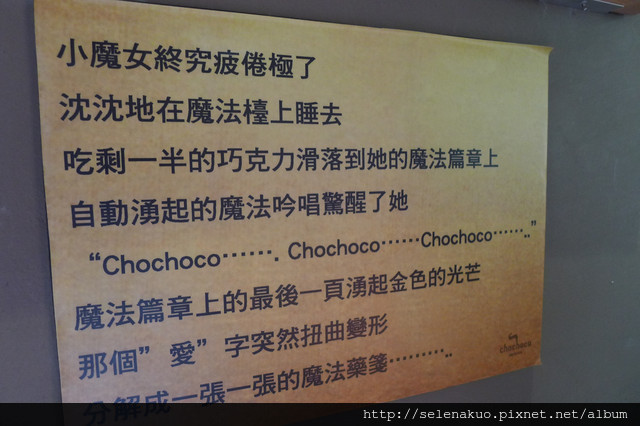 小魔女終究疲倦極了
沈沈地在魔法檯上睡去
吃剩一半的巧克力滑落到她的魔法篇章上
自動湧起的魔法吟唱驚醒了她
“Chochoco……. Chochoco……Chochoco……..”
魔法篇章上的最後一頁湧起金色的光芒
那個”愛”字突然扭曲變形
分解成一張一張的魔法藥箋………..
chochoco
http://selenakuo.pixnet.net/album